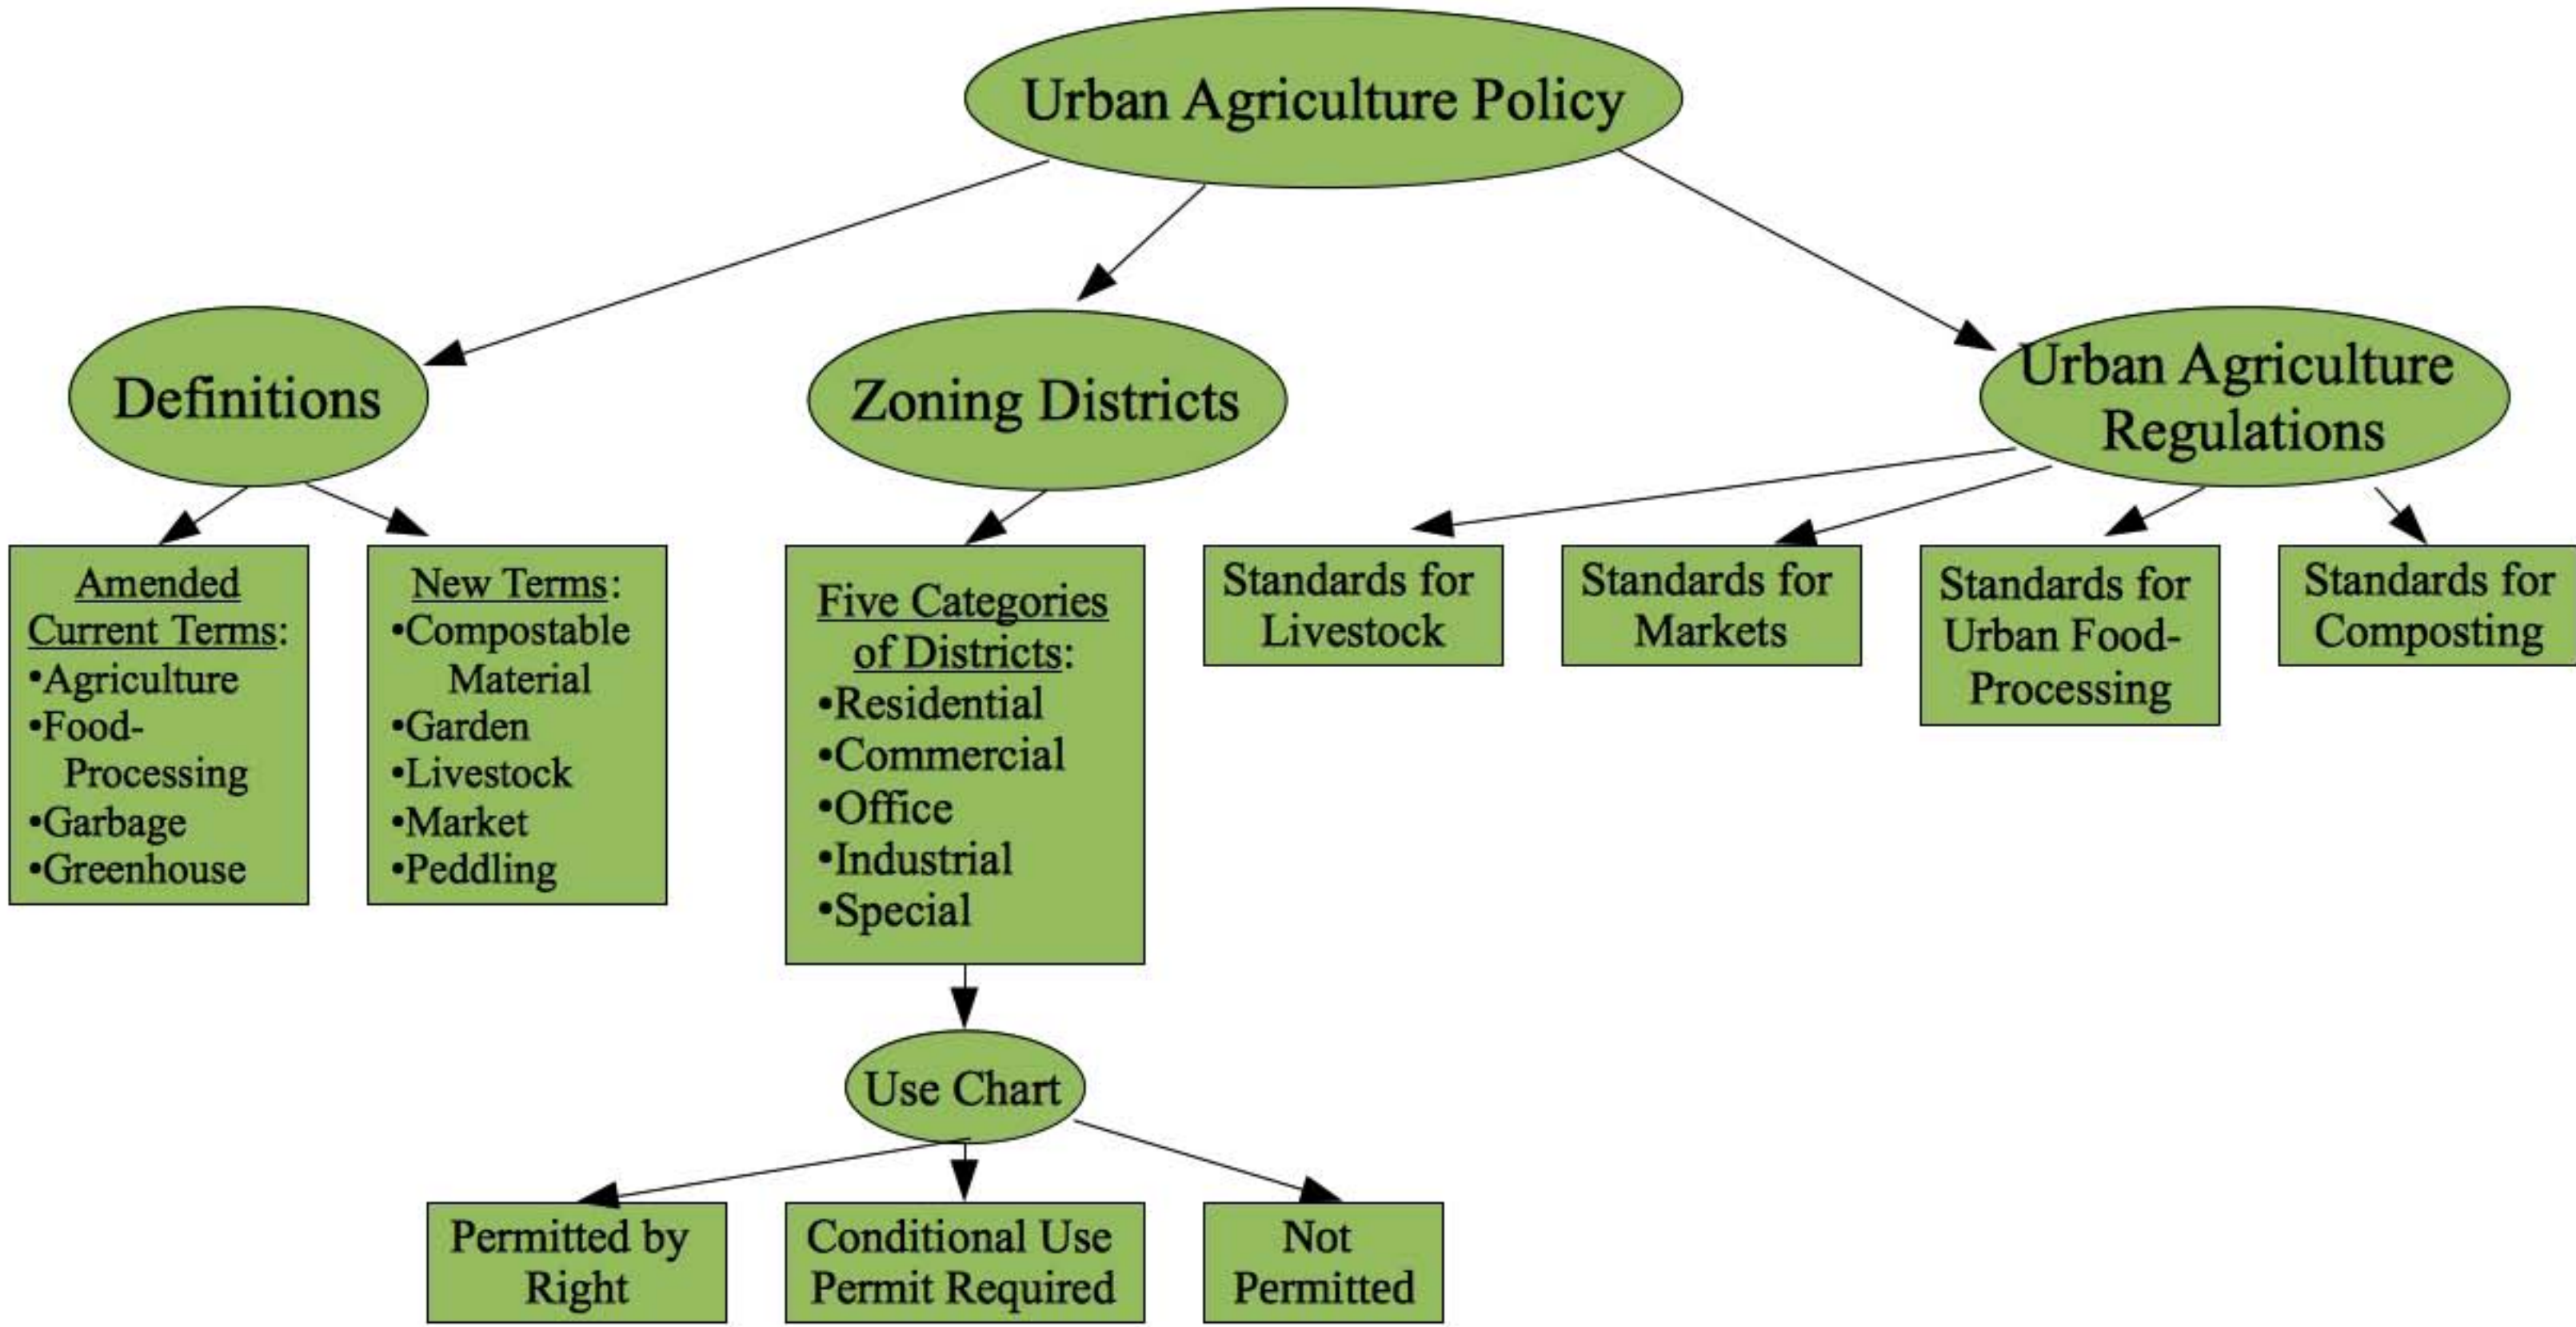 Urban Agriculture Policy
Definitions
Zoning Districts
Urban Agriculture
Regulations
Amended
Current Terms:
•Agriculture
•Food-
Processing
•Garbage
•Greenhouse
New Terms:
•Compostable
Material
•Garden
•Livestock
•Market
•Peddling
Five Categories
of Districts:
•Residential
•Commercial
•Office
•Industrial
•Special
Standards for
Livestock
Standards for
Markets
Standards for
Urban Food-
Processing
Standards for
Composting
Use Chart
Permitted by
Right
Conditional Use
Permit Required
Not
Permitted